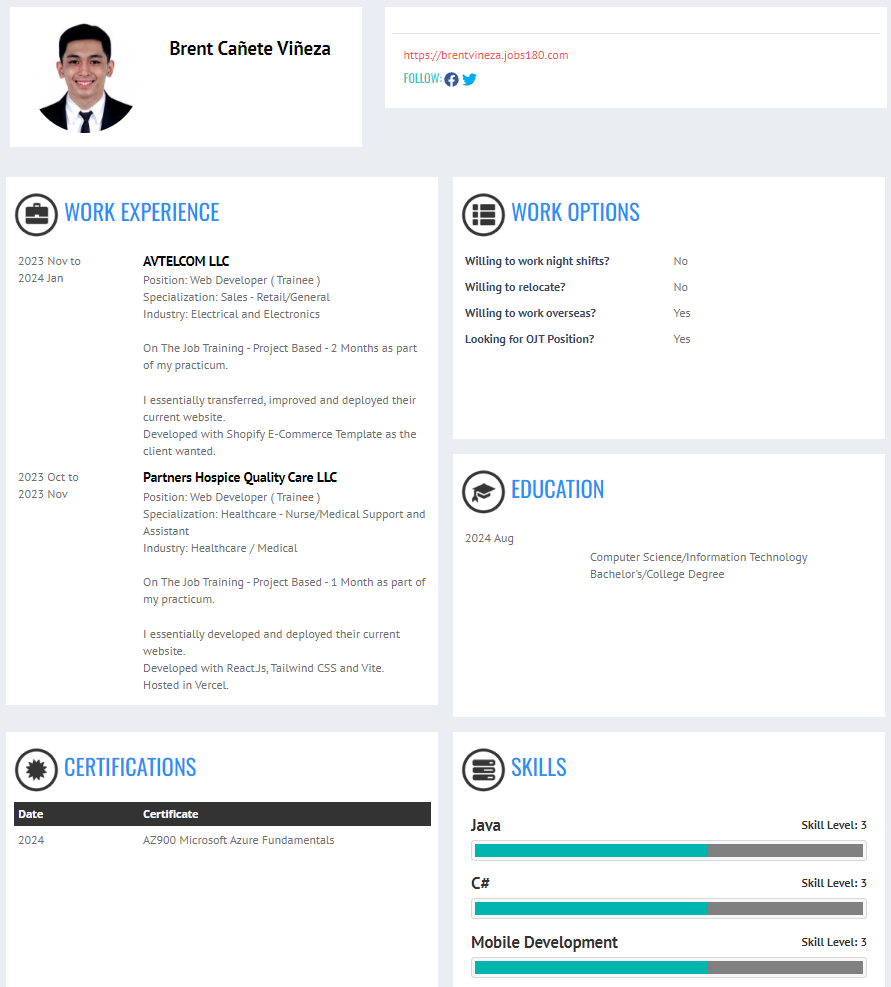 Brent Cañete Viñeza
https://brentvineza.jobs180.com
FOLLOW:
WORK EXPERIENCE
2023 Nov to
2024 Jan
AVTELCOM LLC
Position: Web Developer ( Trainee )
Specialization: Sales - Retail/General
Industry: Electrical and Electronics
On The Job Training - Project Based - 2 Months as part
of my practicum.
I essentially transferred, improved and deployed their
current website.
Developed with Shopify E-Commerce Template as the
client wanted.
2023 Oct to
2023 Nov
Partners Hospice Quality Care LLC
Position: Web Developer ( Trainee )
Specialization: Healthcare - Nurse/Medical Support and
Assistant
Industry: Healthcare / Medical
On The Job Training - Project Based - 1 Month as part of
my practicum.
I essentially developed and deployed their current
website.
Developed with React.Js, Tailwind CSS and Vite.
Hosted in Vercel.
WORK OPTIONS
Willing to work night shifts? No
Willing to relocate? No
Willing to work overseas? Yes
Looking for OJT Position? Yes
EDUCATION
2024 Aug
Computer Science/Information Technology
Bachelor's/College Degree
CERTIFICATIONS
Date Certificate
2024 AZ900 Microsoft Azure Fundamentals
SKILLS
Java Skill Level: 3
C# Skill Level: 3
Mobile Development Skill Level: 3